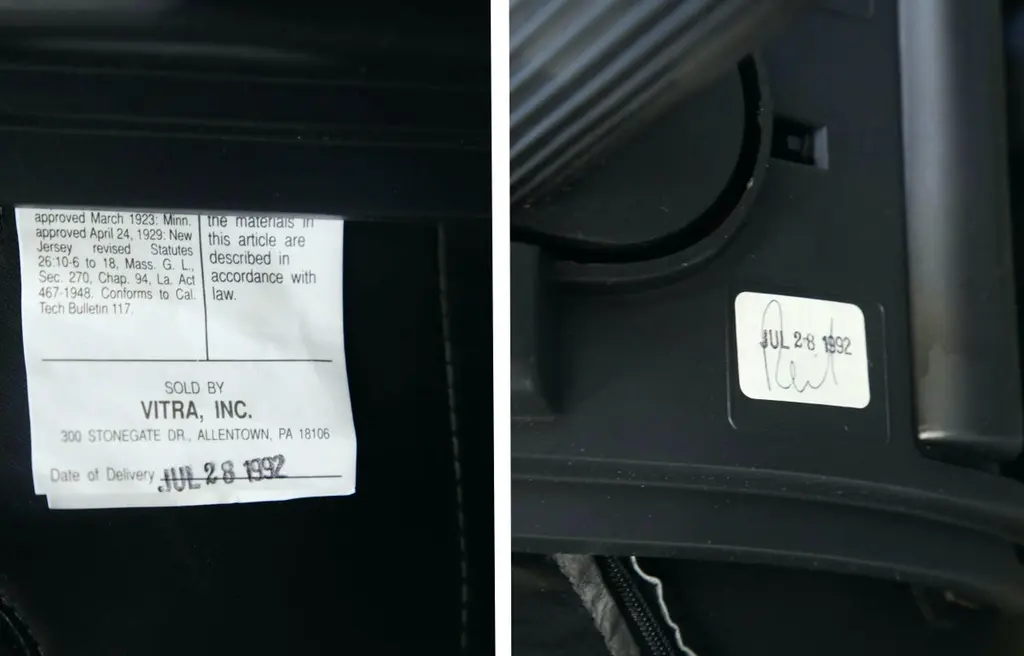 approved March 1923: Minn.
approved April 24, 1929: New
Jersey revised Statutes
26:10-6 to 18, Mass. G. L.,
Sec. 270, Chap. 94, La. Act
467-1948. Conforms to Cal.
Tech Bulletin 117.
the materials in
this article are
described in
accordance with
law.
SOLD BY
VITRA, INC.
300 STONEGATE DR., ALLENTOWN, PA 18106
Date of Delivery JUL 28 1992
JUL 28 1992